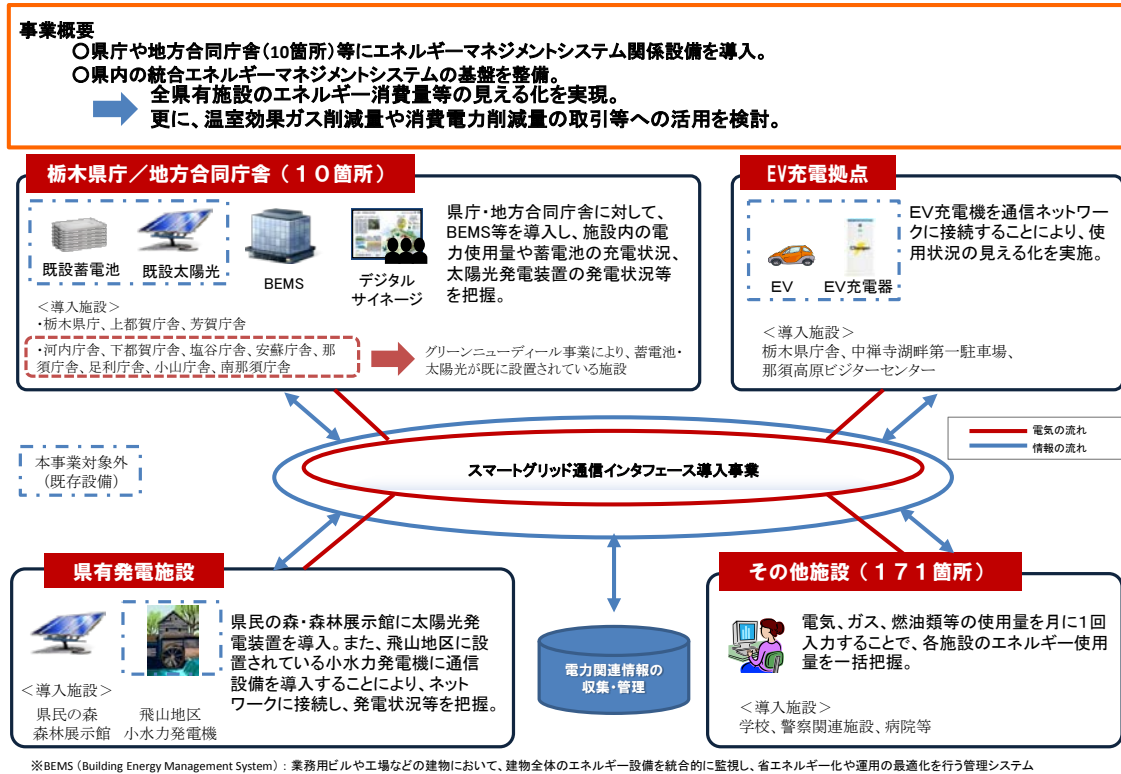 事業概要
○県庁や地方合同庁舎(10箇所)等にエネルギーマネジメントシステム関係設備を導入。
○県内の統合エネルギーマネジメントシステムの基盤を整備。
全県有施設のエネルギー消費量等の見える化を実現。
更に、温室効果ガス削減量や消費電力削減量の取引等への活用を検討。
栃木県庁/地方合同庁舎(10箇所)
既設蓄電池
既設太陽光
BEMS
デジタル
サイネージ
県庁・地方合同庁舎に対して、
BEMS等を導入し、施設内の電
力使用量や蓄電池の充電状況、
太陽光発電装置の発電状況等
を把握。
<導入施設>
・栃木県庁、上都賀庁舎、芳賀庁舎
・河内庁舎、下都賀庁舎、塩谷庁舎、安蘇庁舎、那
須庁舎、足利庁舎、小山庁舎、南那須庁舎
グリーンニューディール事業により、蓄電池・
太陽光が既に設置されている施設
EV充電拠点
EV
EV充電器
EV充電機を通信ネットワー
クに接続することにより、使
用状況の見える化を実施。
<導入施設>
栃木県庁舎、中禅寺湖畔第一駐車場、
那須高原ビジターセンター
電気の流れ
情報の流れ
本事業対象外
(既存設備)
スマートグリッド通信インタフェース導入事業
県有発電施設
県民の森・森林展示館に太陽光発
電装置を導入。また、飛山地区に設
置されている小水力発電機に通信
設備を導入することにより、ネット
ワークに接続し、発電状況等を把握。
<導入施設>
県民の森
森林展示館
飛山地区
小水力発電機
電力関連情報の
収集・管理
その他施設(171箇所)
電気、ガス、燃油類等の使用量を月に1回
入力することで、各施設のエネルギー使用
量を一括把握。
<導入施設>
学校、警察関連施設、病院等
※BEMS(Building Energy Management System):業務用ビルや工場などの建物において、建物全体のエネルギー設備を統合的に監視し、省エネルギー化や運用の最適化を行う管理システム